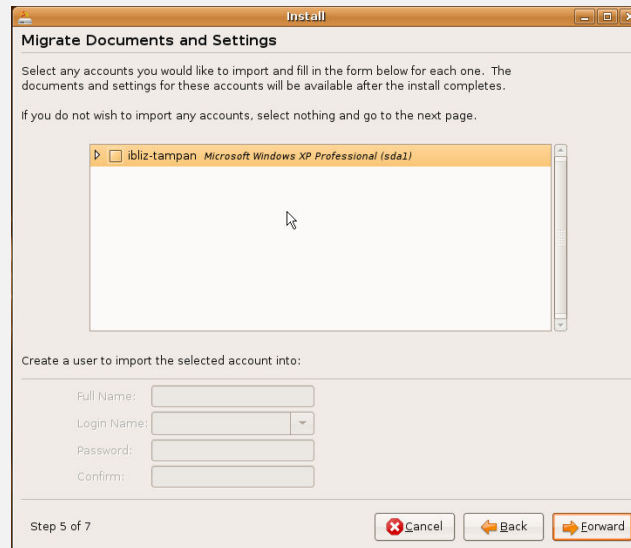 Install
Migrate Documents and Settings
Select any accounts you would like to import and fill in the form below for each one. The
documents and settings for these accounts will be available after the install completes.
If you do not wish to import any accounts, select nothing and go to the next page.
ibliz-tampan Microsoft Windows XP Professional (sda1)
Create a user to import the selected account into:
Full Name:
Login Name:
Password:
Confirm:
Step 5 of 7
Cancel
Back
Forward